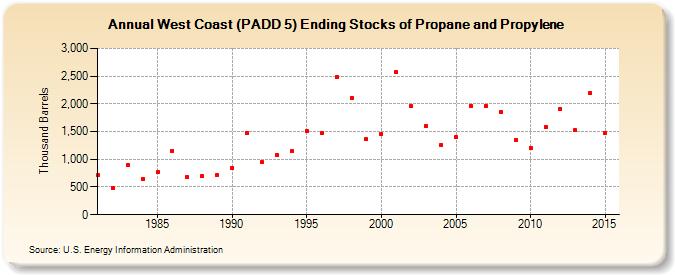 Annual West Coast (PADD 5) Ending Stocks of Propane and Propylene
Thousand Barrels
3,000
2,500
2,000
1,500
1,000
500
0
1985 1990 1995 2000 2005 2010 2015
Source: U.S. Energy Information Administration